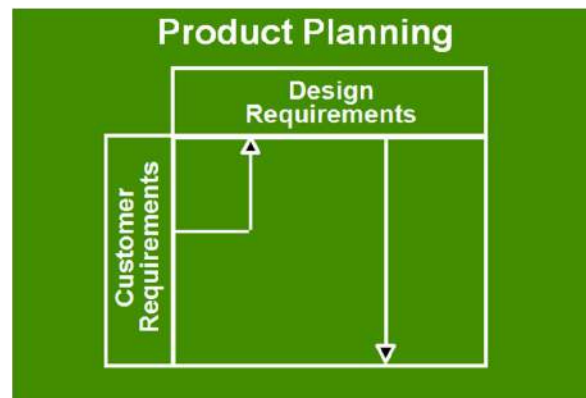 Product Planning
Design
Requirements
Customer
Requirements